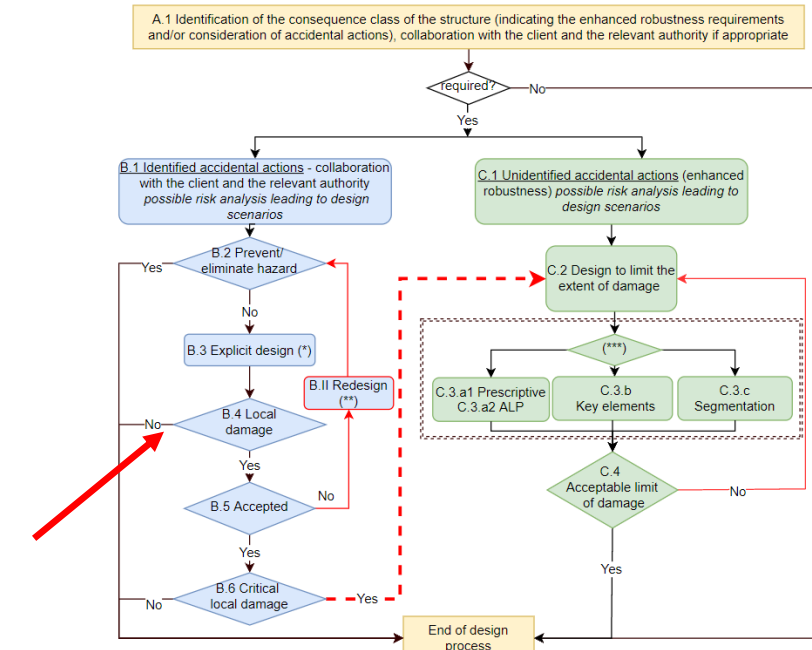 A.1 Identification of the consequence class of the structure (indicating the enhanced robustness requirements
and/or consideration of accidental actions), collaboration with the client and the relevant authority if appropriate
required?
No
Yes
B.1 Identified accidental actions - collaboration
with the client and the relevant authority
possible risk analysis leading to design
scenarios
C.1 Unidentified accidental actions (enhanced
robustness) possible risk analysis leading to
design scenarios
B.2 Prevent/
eliminate hazard
Yes
No
C.2 Design to limit the
extent of damage
B.3 Explicit design (*)
(***)
B.II Redesign
(**)
C.3.a1 Prescriptive
C.3.a2 ALP
C.3.b
Key elements
C.3.c
Segmentation
B.4 Local
damage
No
Yes
C.4
Acceptable limit
of damage
No
B.5 Accepted
No
Yes
Yes
B.6 Critical
local damage
No
Yes
End of design
process